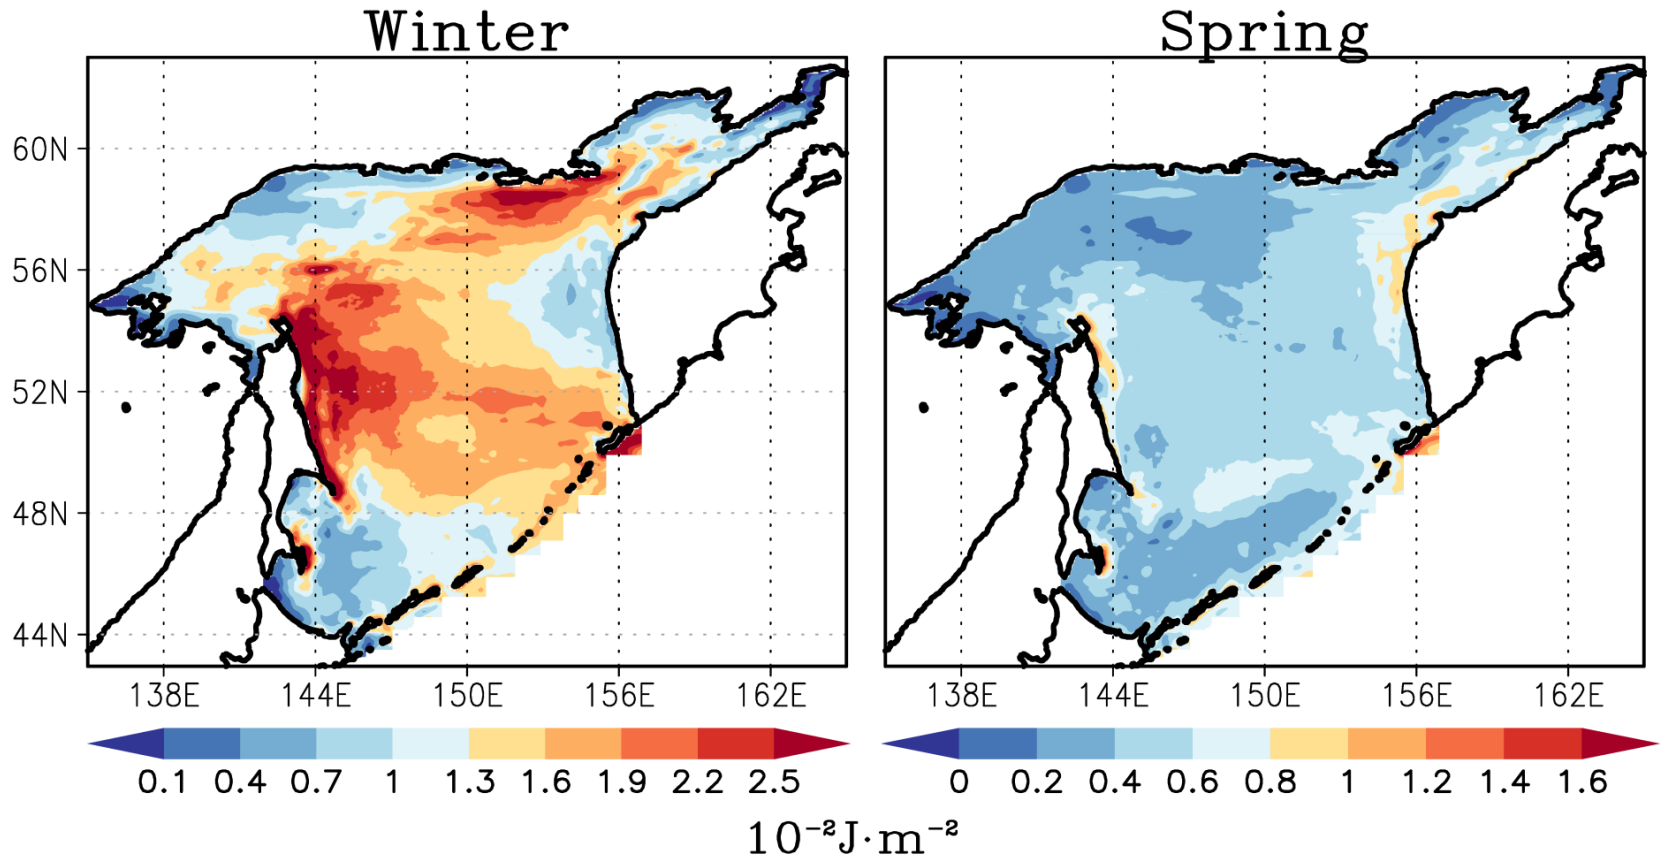 Winter
Spring
60N
56N
52N
48N
44N
138E 144E 150E 156E 162E
138E 144E 150E 156E 162E
0.1 0.4 0.7 1 1.3 1.6 1.9 2.2 2.5
0 0.2 0.4 0.6 0.8 1 1.2 1.4 1.6
10⁻²J·m⁻²